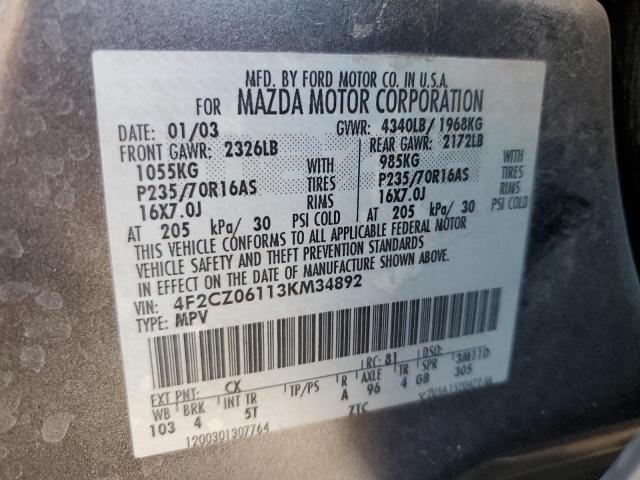 MFD. BY FORD MOTOR CO. IN U.S.A.
FOR MAZDA MOTOR CORPORATION
DATE: 01/03 GVWR: 4340LB/ 1968KG
FRONT GAWR: 2326LB REAR GAWR: 2172LB
1055KG WITH 985KG WITH
P235/70R16AS TIRES P235/70R16AS TIRES
16X7.0J RIMS 16X7.0J RIMS
AT 205 kPa/ 30 PSI COLD AT 205 kPa/ 30 PSI COLD
THIS VEHICLE CONFORMS TO ALL APPLICABLE FEDERAL MOTOR
VEHICLE SAFETY AND THEFT PREVENTION STANDARDS
IN EFFECT ON THE DATE OF MANUFACTURE SHOWN ABOVE.
VIN: 4F2CZ06113KM34892
TYPE: MPV
EXT PNT: CX RC: 81 DSO:
WB BRK INT TR TP/PS R AXLE TR SPR 3M11D
103 4 5T A 96 4 GB 305
1200301307764 ZTC